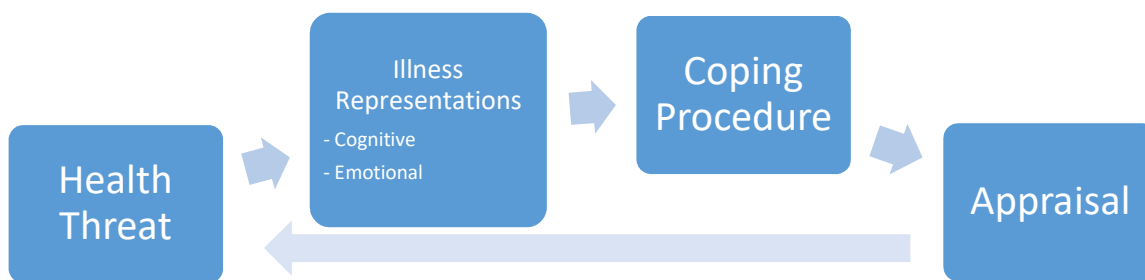 Health
Threat
Illness
Representations
- Cognitive
- Emotional
Coping
Procedure
Appraisal